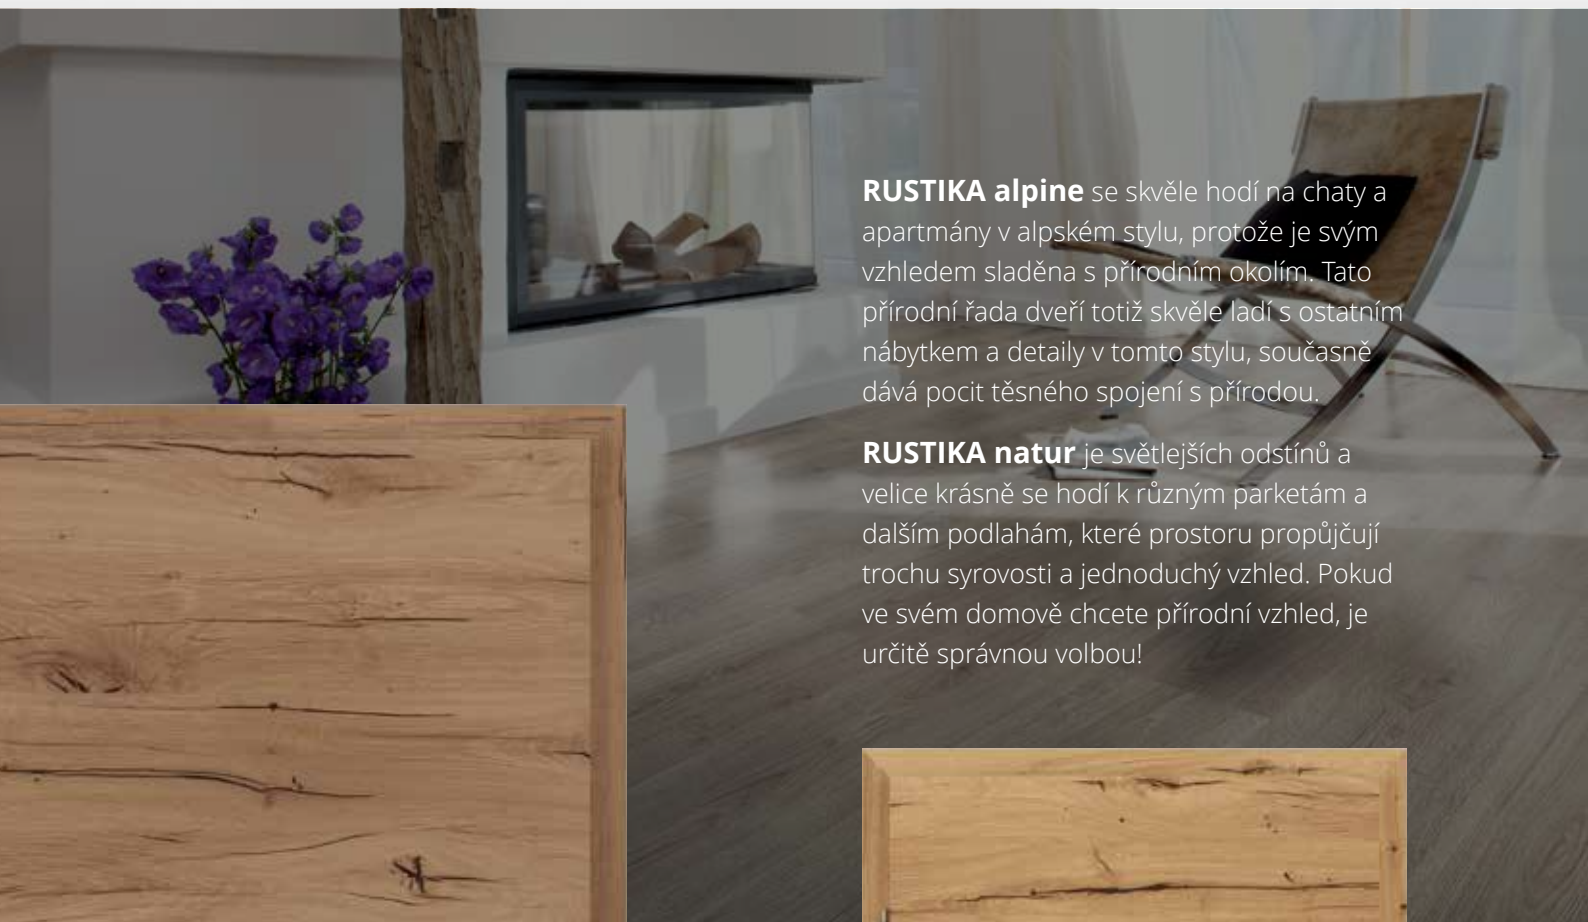 RUSTIKA alpine se skvěle hodí na chaty a
apartmány v alpském stylu, protože je svým
vzhledem sladěna s přírodním okolím. Tato
přírodní řada dveří totiž skvěle ladí s ostatním
nábytkem a detaily v tomto stylu, současně
dává pocit těsného spojení s přírodou.
RUSTIKA natur je světlejších odstínů a
velice krásně se hodí k různým parketám a
dalším podlahám, které prostoru propůjčují
trochu syrovosti a jednoduchý vzhled. Pokud
ve svém domově chcete přírodní vzhled, je
určitě správnou volbou!